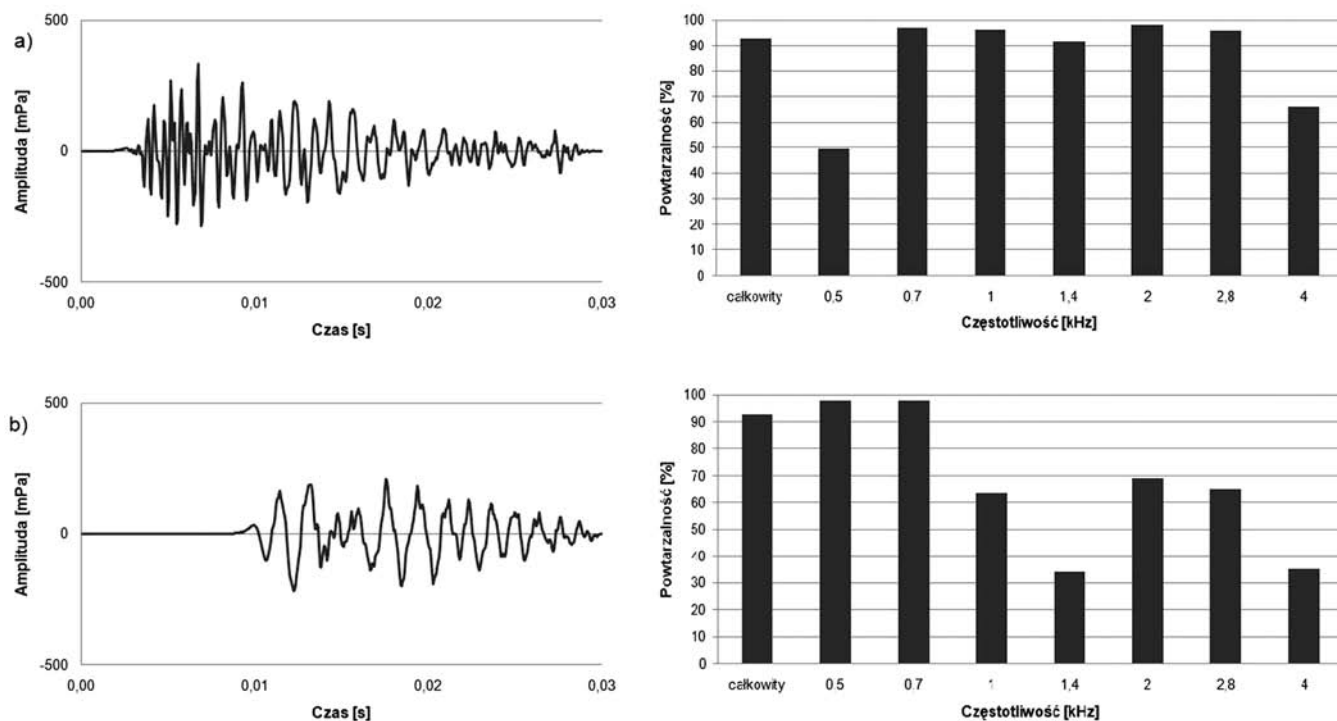 a)
500
Amplituda [mPa]
0
-500
0,00 0,01 0,02 0,03
Czas [s]
100
90
80
70
60
50
40
30
20
10
0
Powtarzalność [%]
całkowity 0,5 0.7 1 1,4 2 2,8 4
Częstotliwość [kHz]
b)
500
Amplituda [mPa]
0
-500
0,00 0,01 0,02 0,03
Czas [s]
100
90
80
70
60
50
40
30
20
10
0
Powtarzalność [%]
całkowity 0.5 0.7 1 1,4 2 2,8 4
Częstotliwość [kHz]